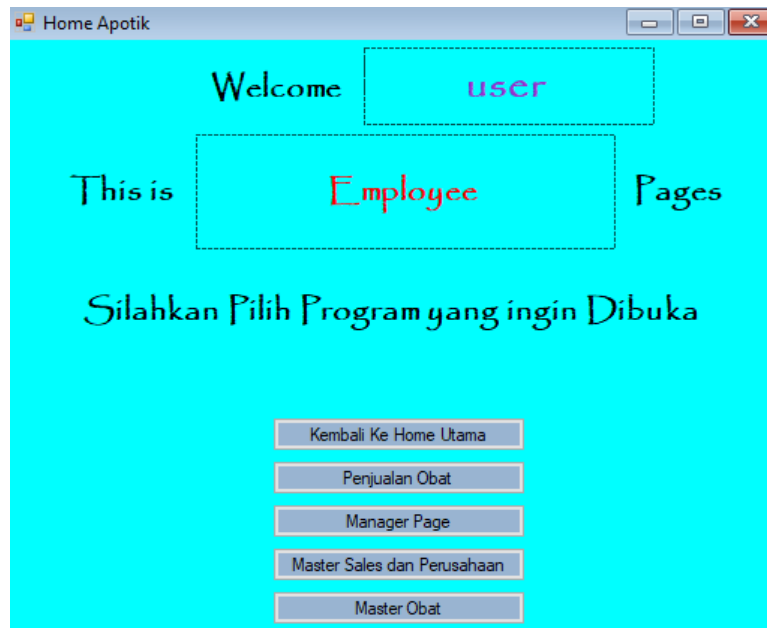 Home Apotik
Welcome user
This is Employee Pages
Silahkan Pilih Program yang ingin Dibuka
Kembali Ke Home Utama
Penjualan Obat
Manager Page
Master Sales dan Perusahaan
Master Obat